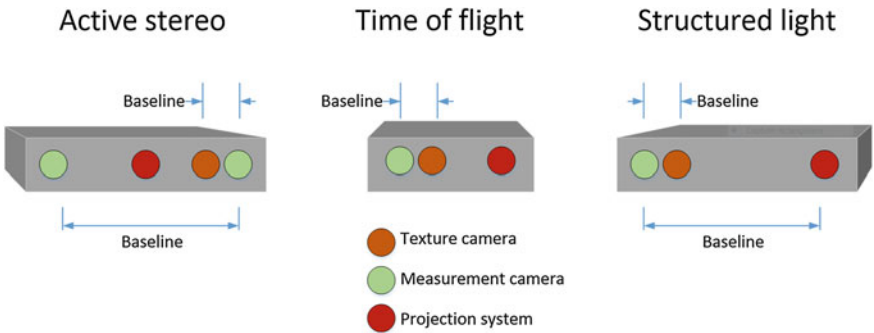 Active stereo
Time of flight
Structured light
Baseline
Baseline
Baseline
Baseline
Baseline
Texture camera
Measurement camera
Projection system